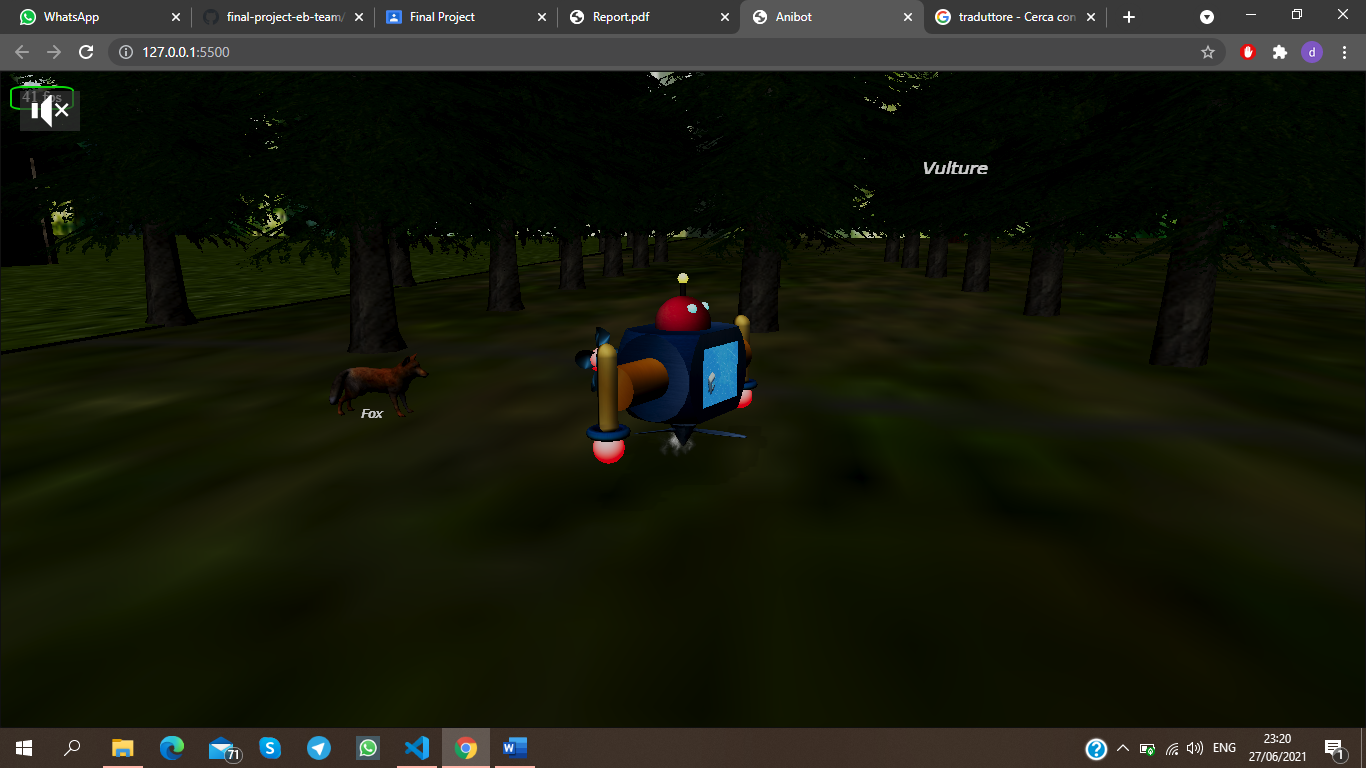 WhatsApp
final-project-eb-team/
Final Project
Report.pdf
Anibot
traduttore - Cerca con
127.0.0.1:5500
d
41 fps
Vulture
Fox
71
W
ENG
23:20
27/06/2021
1